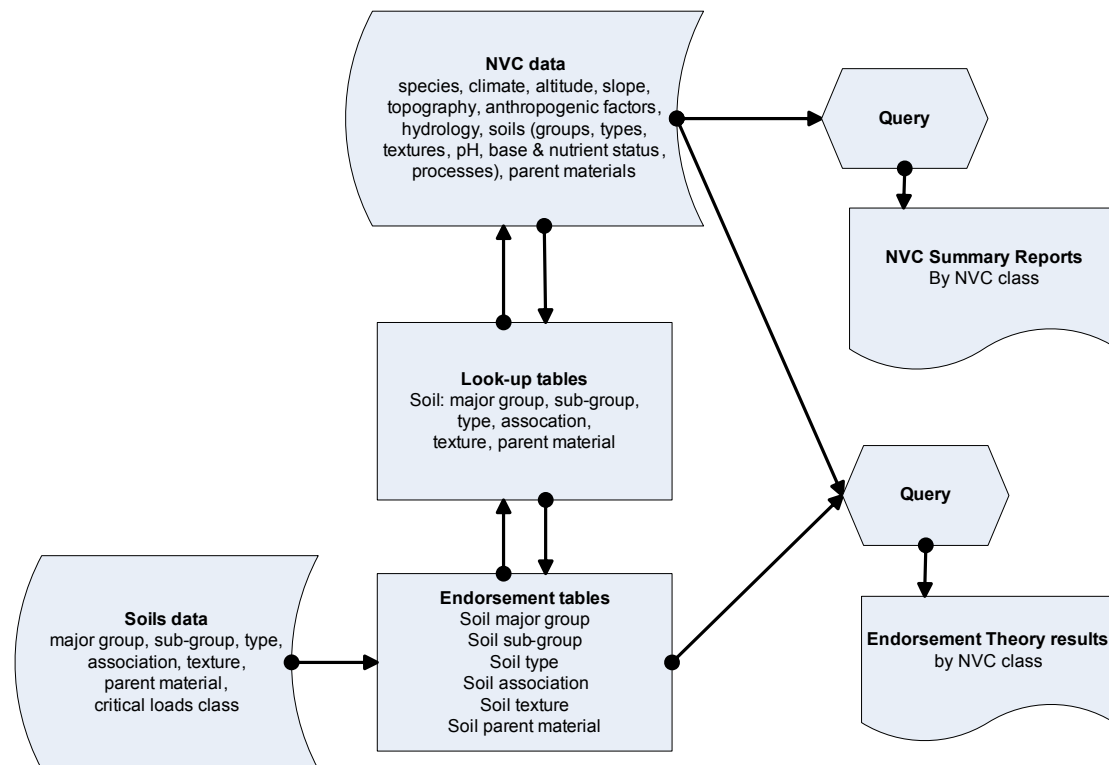 NVC data
species, climate, altitude, slope,
topography, anthropogenic factors,
hydrology, soils (groups, types,
textures, pH, base & nutrient status,
processes), parent materials
Query
NVC Summary Reports
By NVC class
Look-up tables
Soil: major group, sub-group,
type, assocation,
texture, parent material
Query
Soils data
major group, sub-group, type,
association, texture,
parent material,
critical loads class
Endorsement tables
Soil major group
Soil sub-group
Soil type
Soil association
Soil texture
Soil parent material
Endorsement Theory results
by NVC class